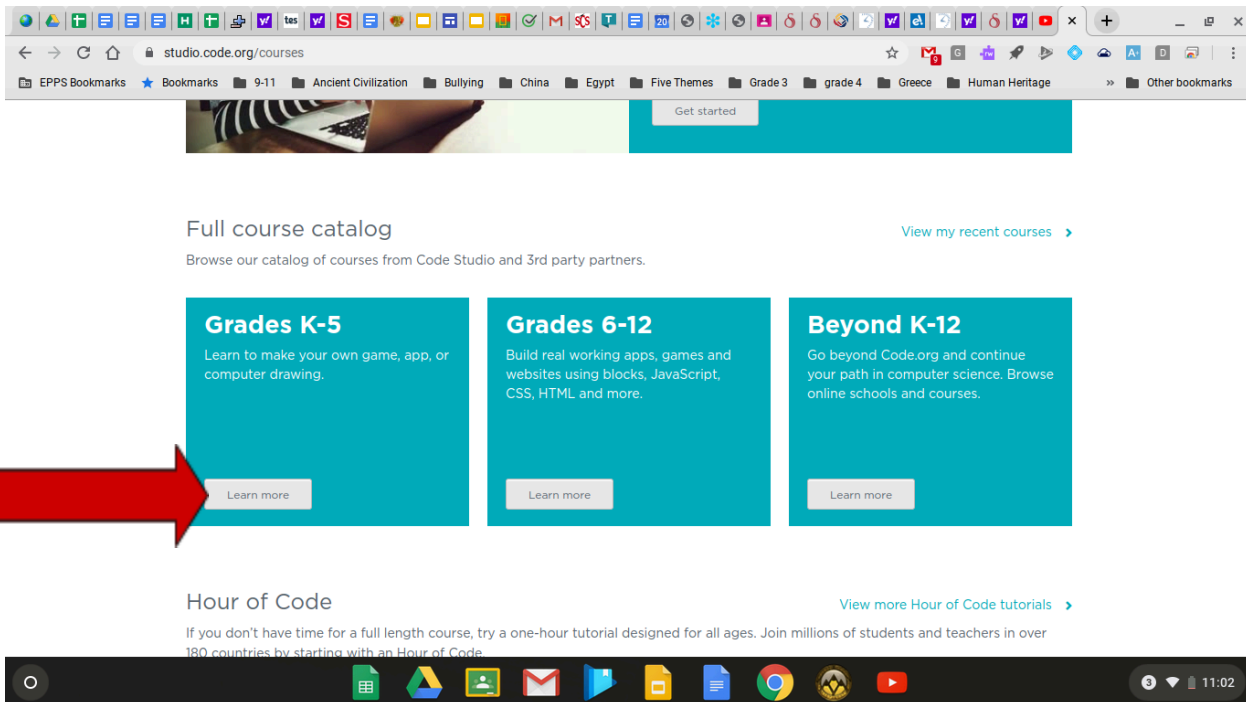 H
tes
S
SÓS
T
20
studio.code.org/courses
9
G
rw
A+
D
EPPS Bookmarks
Bookmarks
9-11
Ancient Civilization
Bullying
China
Egypt
Five Themes
Grade 3
grade 4
Greece
Human Heritage
»
Other bookmarks
Get started
Full course catalog
View my recent courses
Browse our catalog of courses from Code Studio and 3rd party partners.
Grades K-5
Learn to make your own game, app, or
computer drawing.
Learn more
Grades 6-12
Build real working apps, games and
websites using blocks, JavaScript,
CSS, HTML and more.
Learn more
Beyond K-12
Go beyond Code.org and continue
your path in computer science. Browse
online schools and courses.
Learn more
Hour of Code
View more Hour of Code tutorials
If you don't have time for a full length course, try a one-hour tutorial designed for all ages. Join millions of students and teachers in over
180 countries by starting with an Hour of Code.
3
11:02